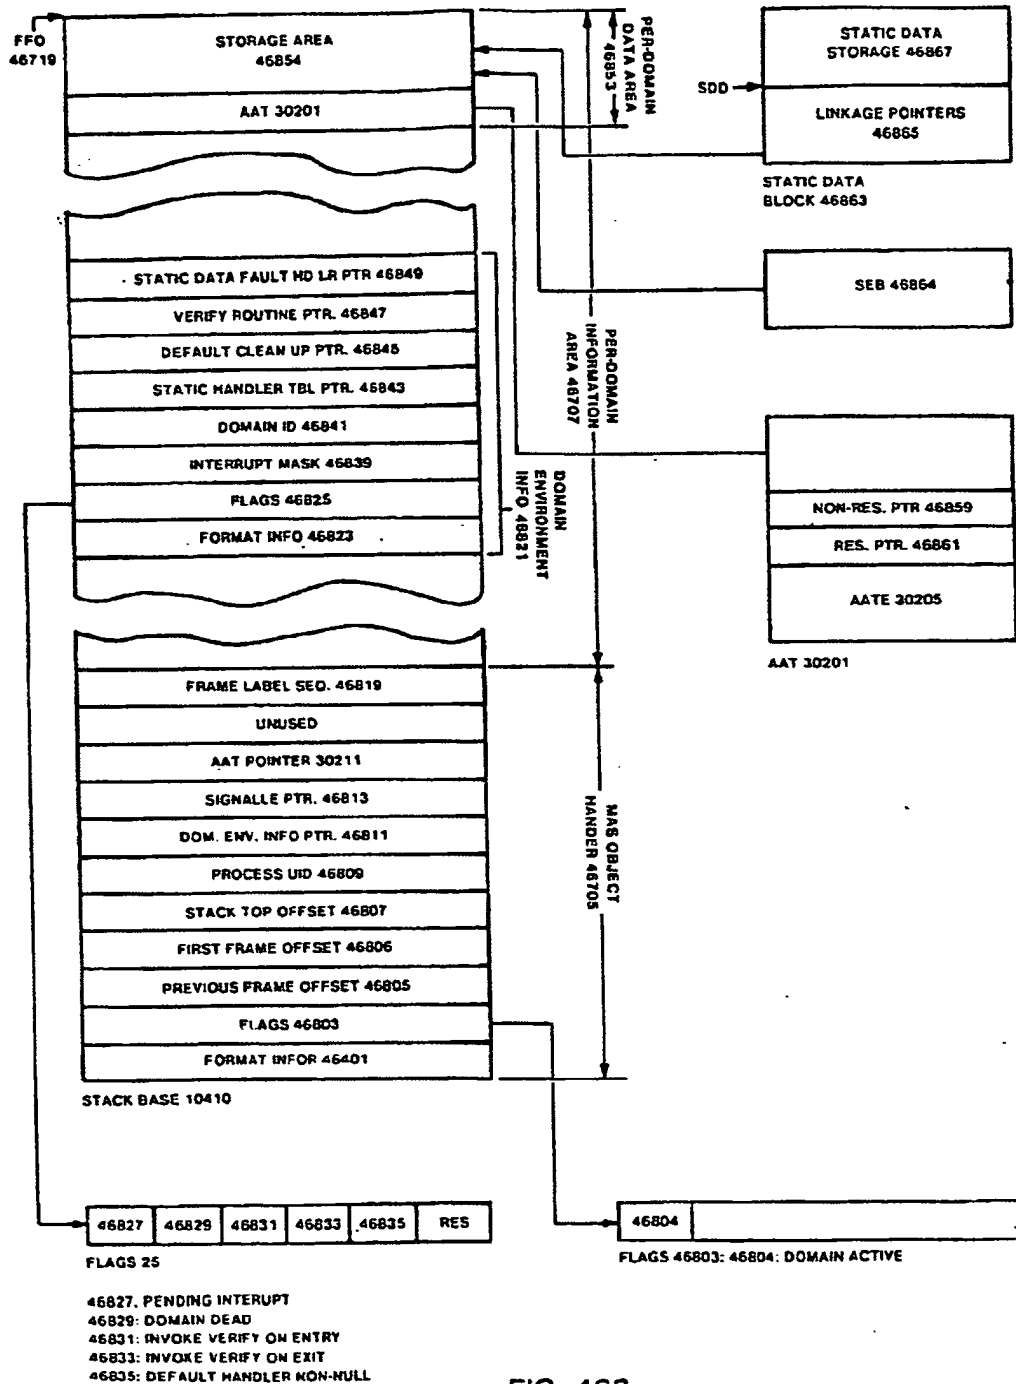 FFO
46719
STORAGE AREA
46854
AAT 30201
PER-DOMAIN
DATA AREA
46853
STATIC DATA
STORAGE 46867
SDD
LINKAGE POINTERS
46865
STATIC DATA
BLOCK 46863
STATIC DATA FAULT HD LR PTR 46849
VERIFY ROUTINE PTR. 46847
DEFAULT CLEAN UP PTR. 46845
STATIC HANDLER TBL PTR. 46843
DOMAIN ID 46841
INTERRUPT MASK 46839
FLAGS 46825
FORMAT INFO 46823
DOMAIN
ENVIRONMENT
INFO 46821
PER-DOMAIN
INFORMATION
AREA 46707
SEB 46864
NON-RES. PTR 46859
RES. PTR. 46861
AATE 30205
AAT 30201
FRAME LABEL SEQ. 46819
UNUSED
AAT POINTER 30211
SIGNALLE PTR. 46813
DOM. ENV. INFO PTR. 46811
PROCESS UID 46809
STACK TOP OFFSET 46807
FIRST FRAME OFFSET 46806
PREVIOUS FRAME OFFSET 46805
FLAGS 46803
FORMAT INFOR 46401
MAS OBJECT
HANDER 46705
STACK BASE 10410
46827 46829 46831 46833 46835 RES
FLAGS 25
46804
FLAGS 46803: 46804: DOMAIN ACTIVE
46827. PENDING INTERUPT
46829: DOMAIN DEAD
46831: INVOKE VERIFY ON ENTRY
46833: INVOKE VERIFY ON EXIT
46835: DEFAULT HANDLER NON-NULL